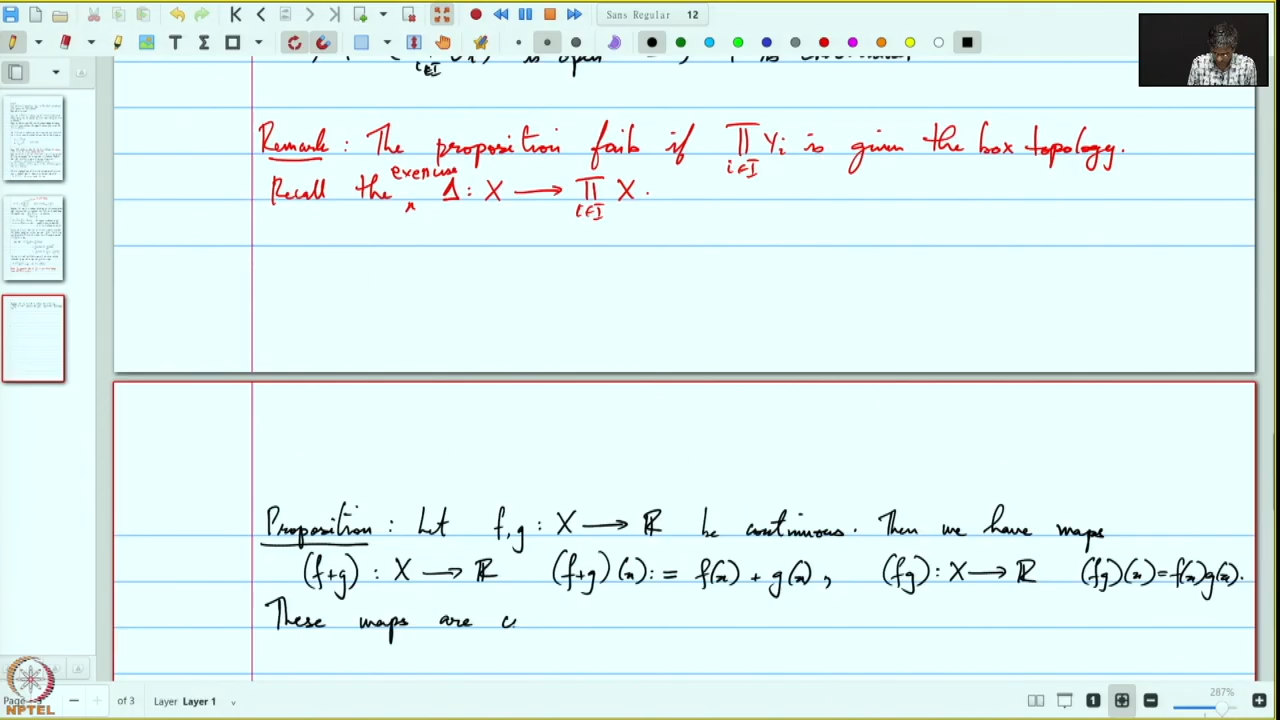 Sans Regular 12
is open
Remark : The proposition fails if ∏ Yi is given the box topology.
i∈I
exercise
Recall the Δ : X ⟶ ∏ X .
i∈I
Proposition : Let f, g : X ⟶ ℝ be continuous. Then we have maps
(f+g) : X ⟶ ℝ (f+g)(x) := f(x) + g(x), (fg) : X ⟶ ℝ (fg)(x) = f(x)g(x).
These maps are c
287%
Page of 3 Layer Layer 1
NPTEL